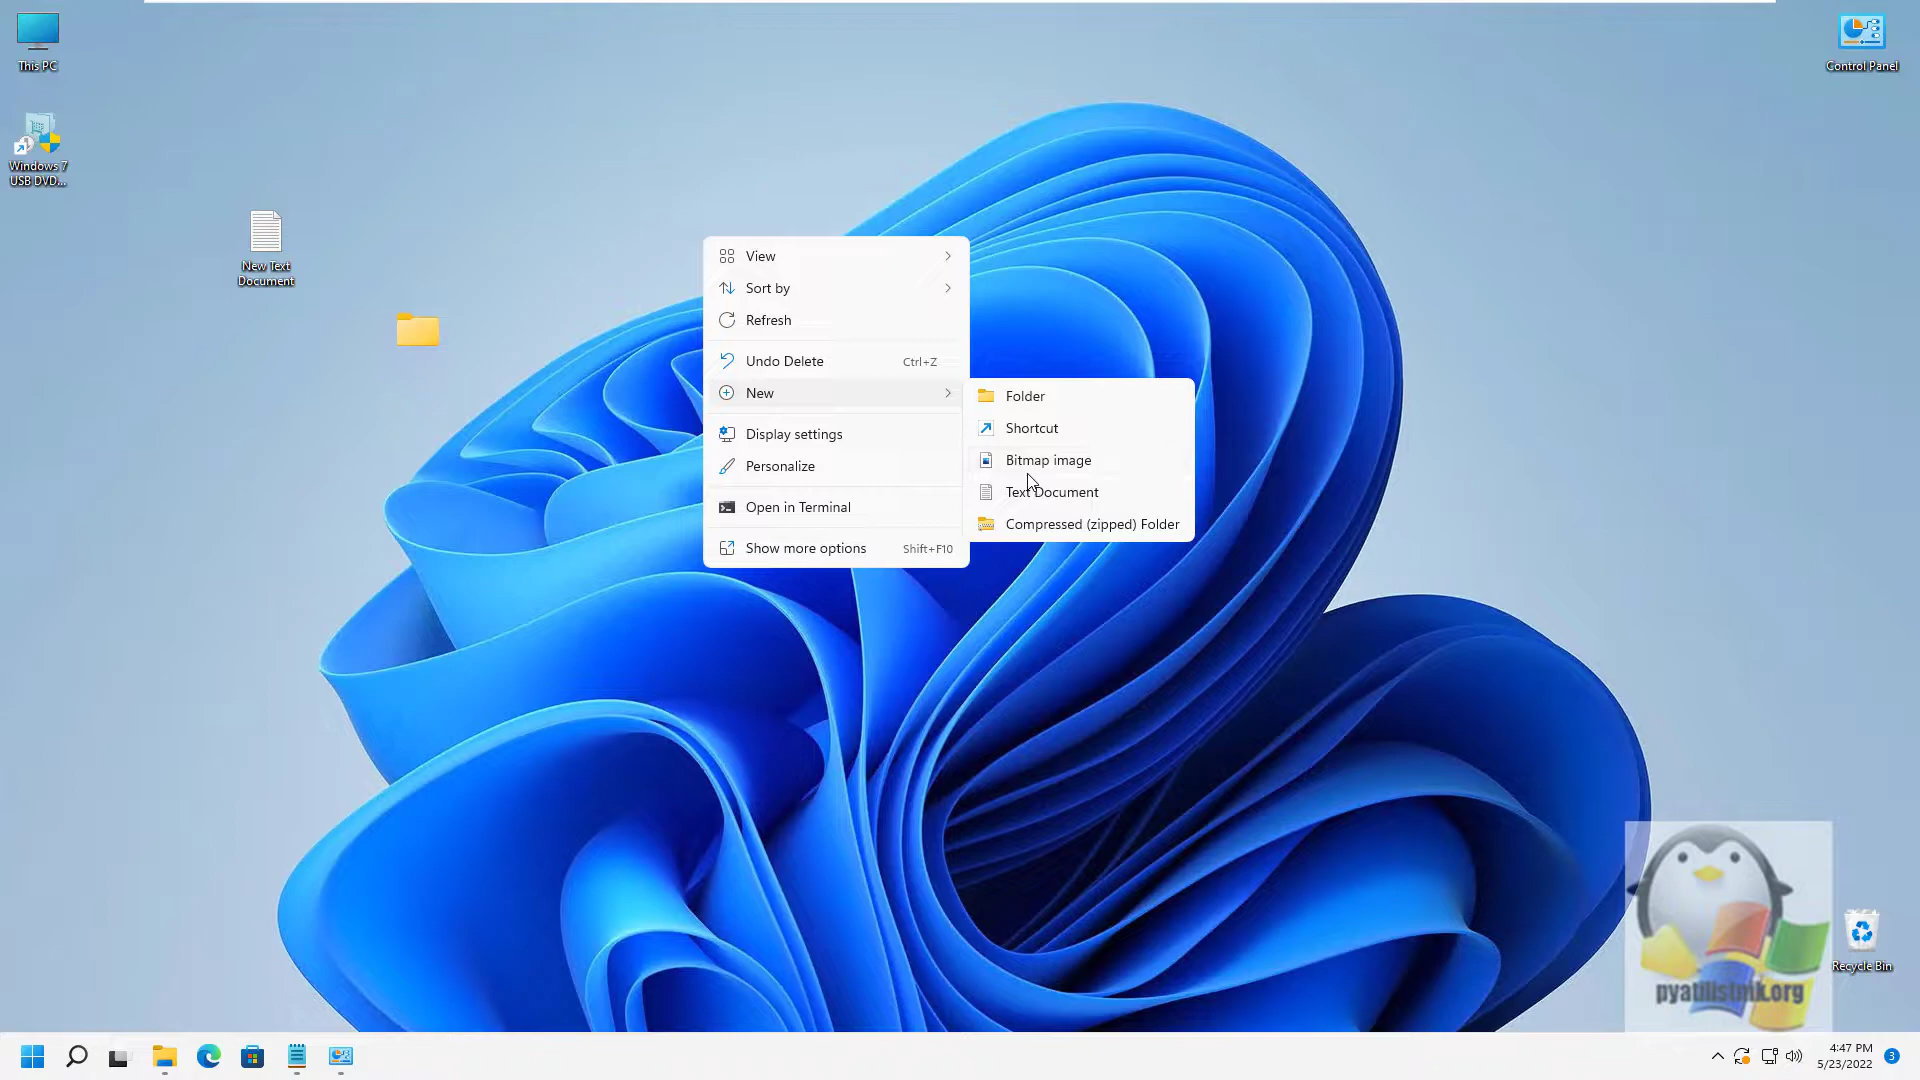 This PC
Control Panel
Windows 7
USB DVD...
New Text
Document
View
Sort by
Refresh
Undo Delete Ctrl+Z
New
Folder
Shortcut
Bitmap image
Text Document
Compressed (zipped) Folder
Display settings
Personalize
Open in Terminal
Show more options Shift+F10
Recycle Bin
pyatilistnik.org
4:47 PM
5/23/2022
3